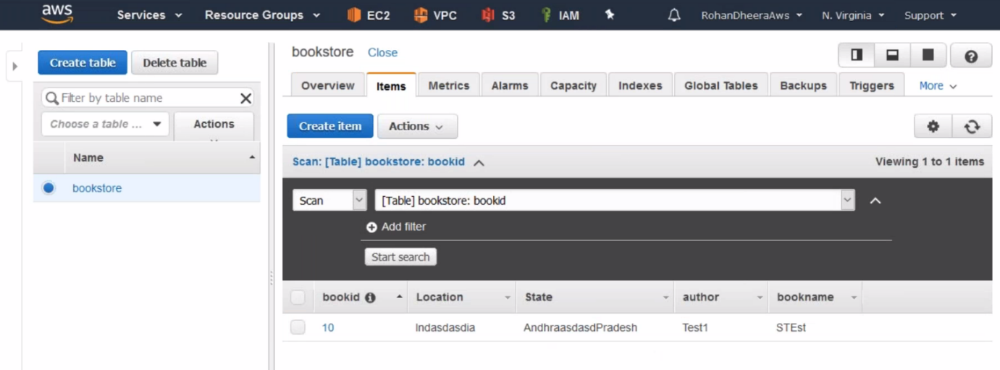 aws Services Resource Groups EC2 VPC S3 IAM RohanDheeraAws N. Virginia Support
Create table Delete table
Filter by table name
Choose a table ... Actions
Name
bookstore
bookstore Close
Overview Items Metrics Alarms Capacity Indexes Global Tables Backups Triggers More
Create item Actions
Scan: [Table] bookstore: bookid Viewing 1 to 1 items
Scan [Table] bookstore: bookid
Add filter
Start search
bookid Location State author bookname
10 Indasdasdia AndhraasdasdPradesh Test1 STEst